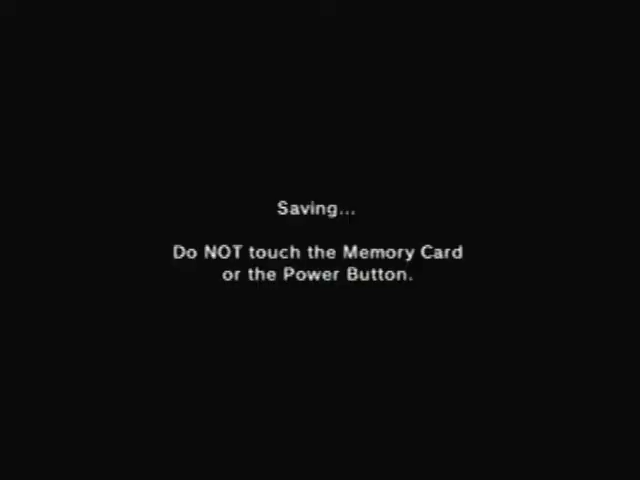 Saving...
Do NOT touch the Memory Card
or the Power Button.